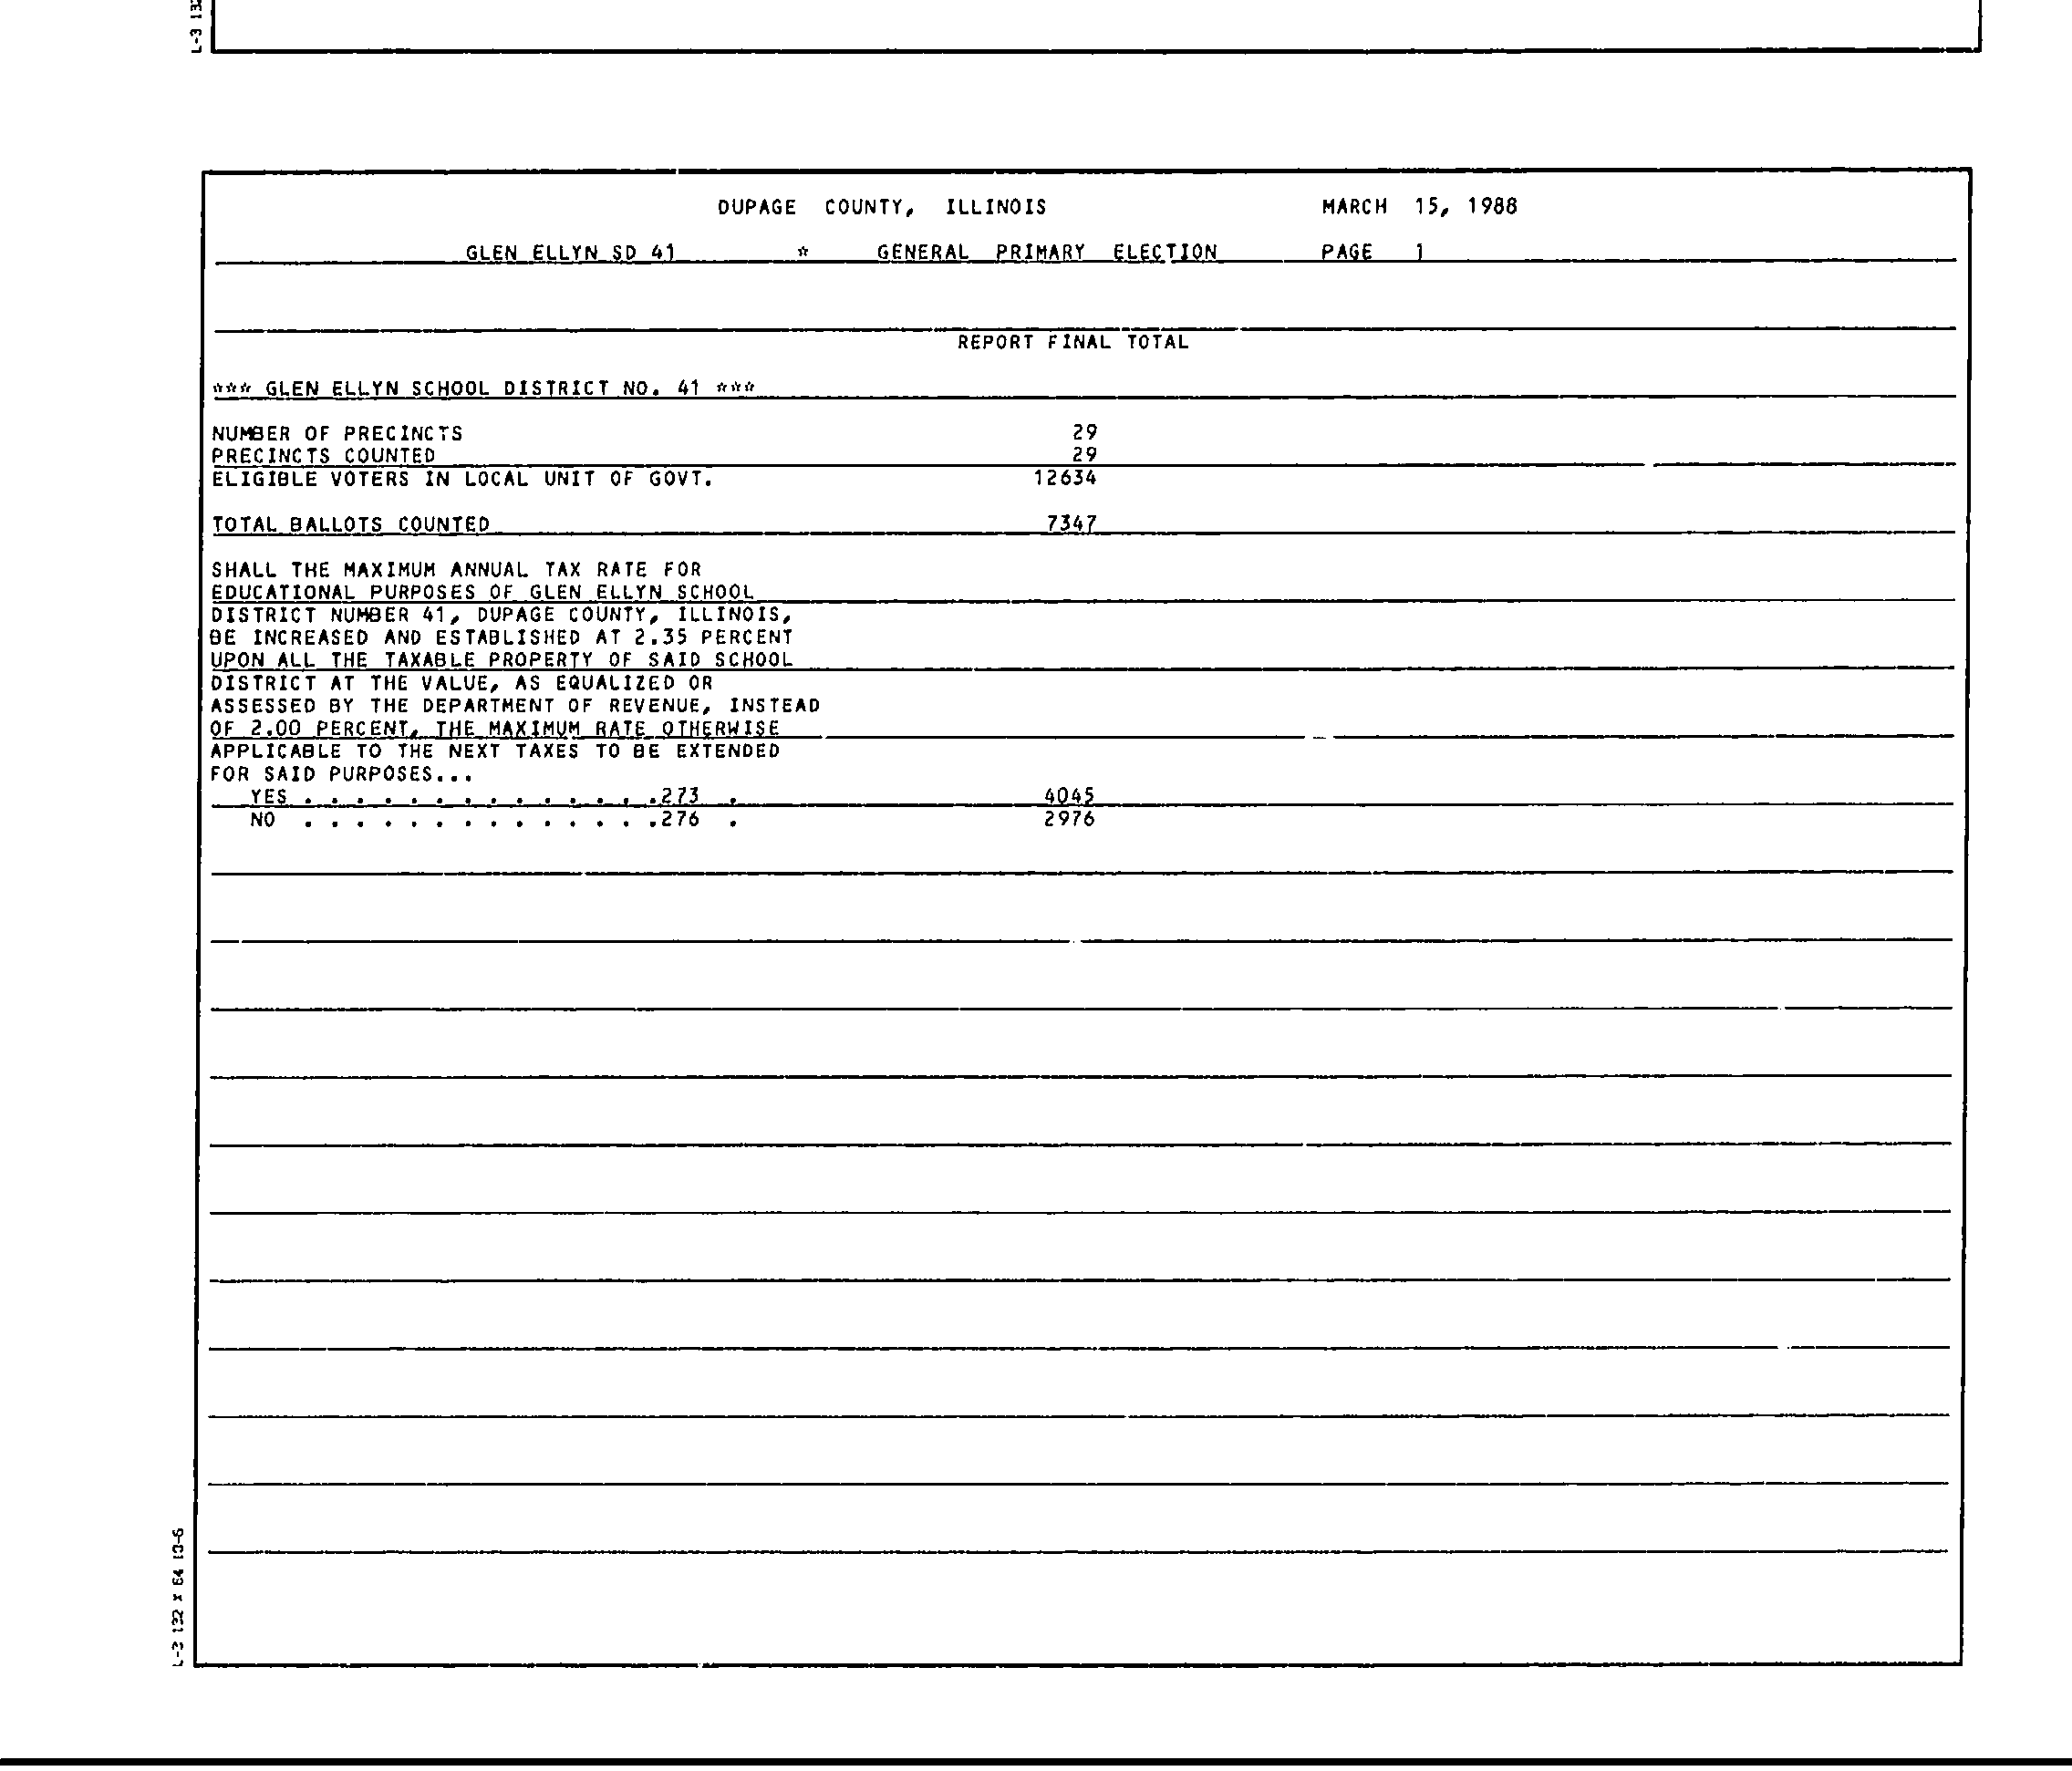 L-3 132
DUPAGE COUNTY, ILLINOIS MARCH 15, 1988
GLEN ELLYN SD 41 * GENERAL PRIMARY ELECTION PAGE 1
REPORT FINAL TOTAL
*** GLEN ELLYN SCHOOL DISTRICT NO. 41 ***
NUMBER OF PRECINCTS 29
PRECINCTS COUNTED 29
ELIGIBLE VOTERS IN LOCAL UNIT OF GOVT. 12634
TOTAL BALLOTS COUNTED 7347
SHALL THE MAXIMUM ANNUAL TAX RATE FOR
EDUCATIONAL PURPOSES OF GLEN ELLYN SCHOOL
DISTRICT NUMBER 41, DUPAGE COUNTY, ILLINOIS,
BE INCREASED AND ESTABLISHED AT 2.35 PERCENT
UPON ALL THE TAXABLE PROPERTY OF SAID SCHOOL
DISTRICT AT THE VALUE, AS EQUALIZED OR
ASSESSED BY THE DEPARTMENT OF REVENUE, INSTEAD
OF 2.00 PERCENT, THE MAXIMUM RATE OTHERWISE
APPLICABLE TO THE NEXT TAXES TO BE EXTENDED
FOR SAID PURPOSES...
YES . . . . . . . . . . . . . .273 . 4045
NO . . . . . . . . . . . . . .276 . 2976
L-3 132 X 64 10-6